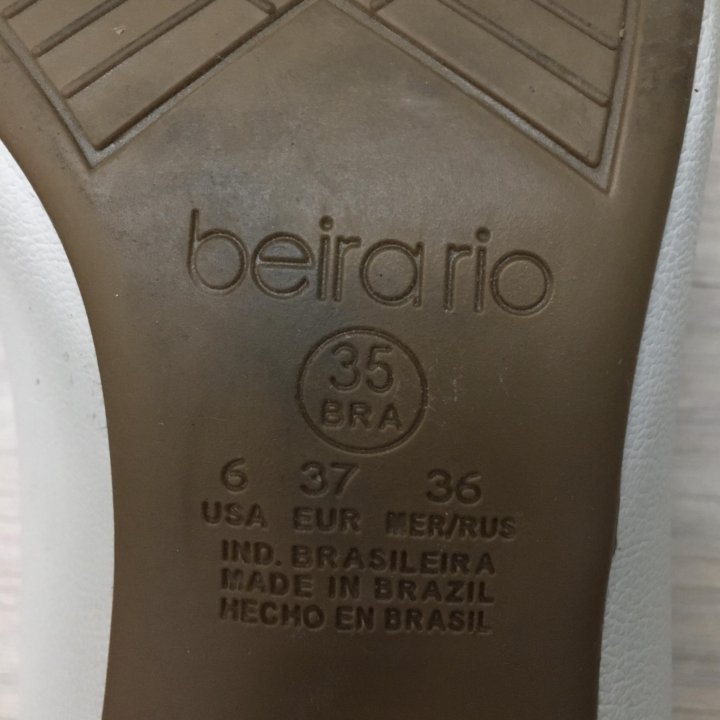 beira rio
35
BRA
6 37 36
USA EUR MER/RUS
IND. BRASILEIRA
MADE IN BRAZIL
HECHO EN BRASIL